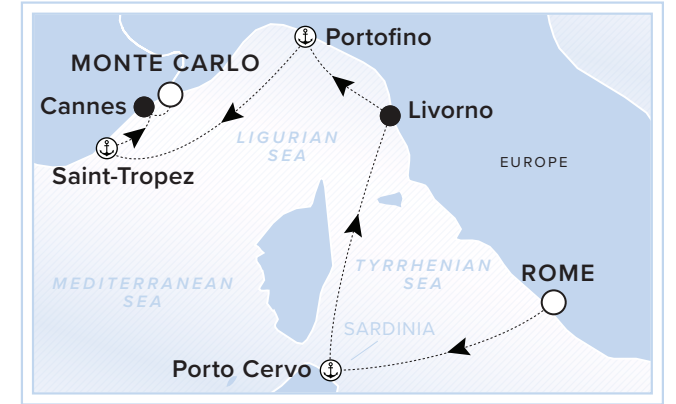 Portofino
MONTE CARLO
Cannes
Livorno
LIGURIAN
SEA
EUROPE
Saint-Tropez
TYRRHENIAN
SEA
ROME
MEDITERRANEAN
SEA
SARDINIA
Porto Cervo